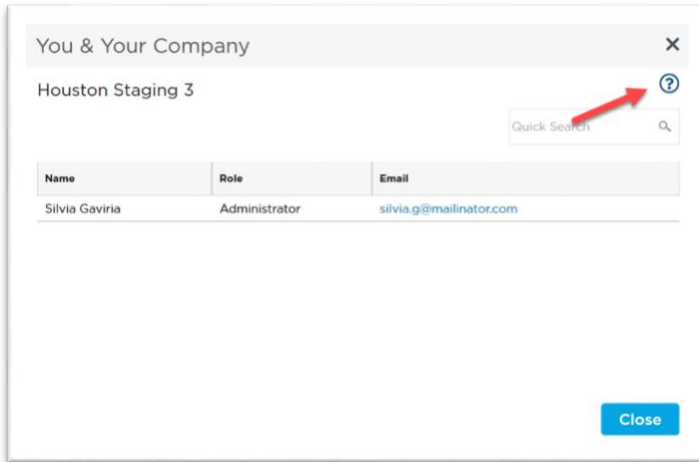 You & Your Company
Houston Staging 3
Quick Search
Name Role Email
Silvia Gaviria Administrator silvia.g@mailinator.com
Close